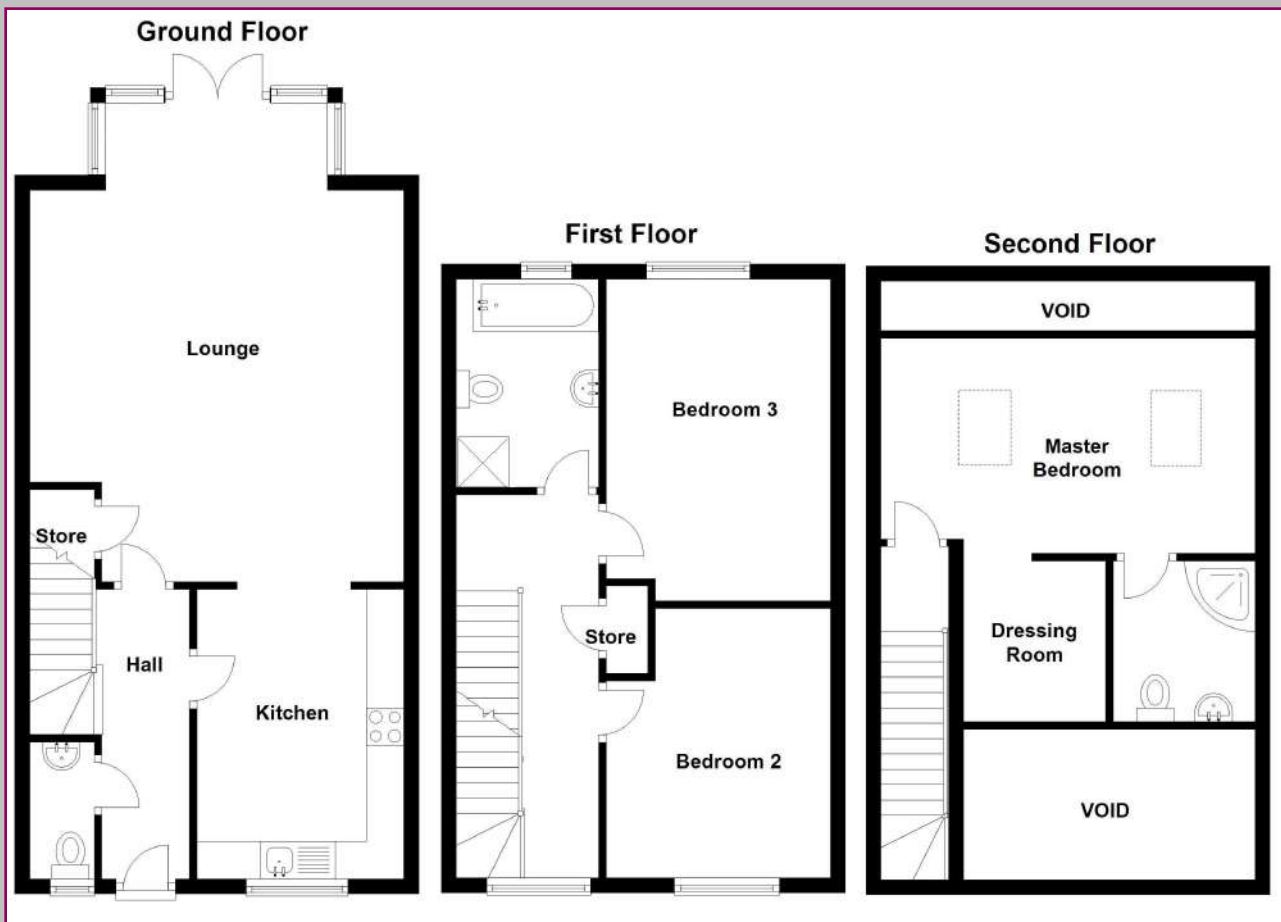 Ground Floor
Lounge
Store
Hall
Kitchen
First Floor
Bedroom 3
Store
Bedroom 2
Second Floor
VOID
Master
Bedroom
Dressing
Room
VOID